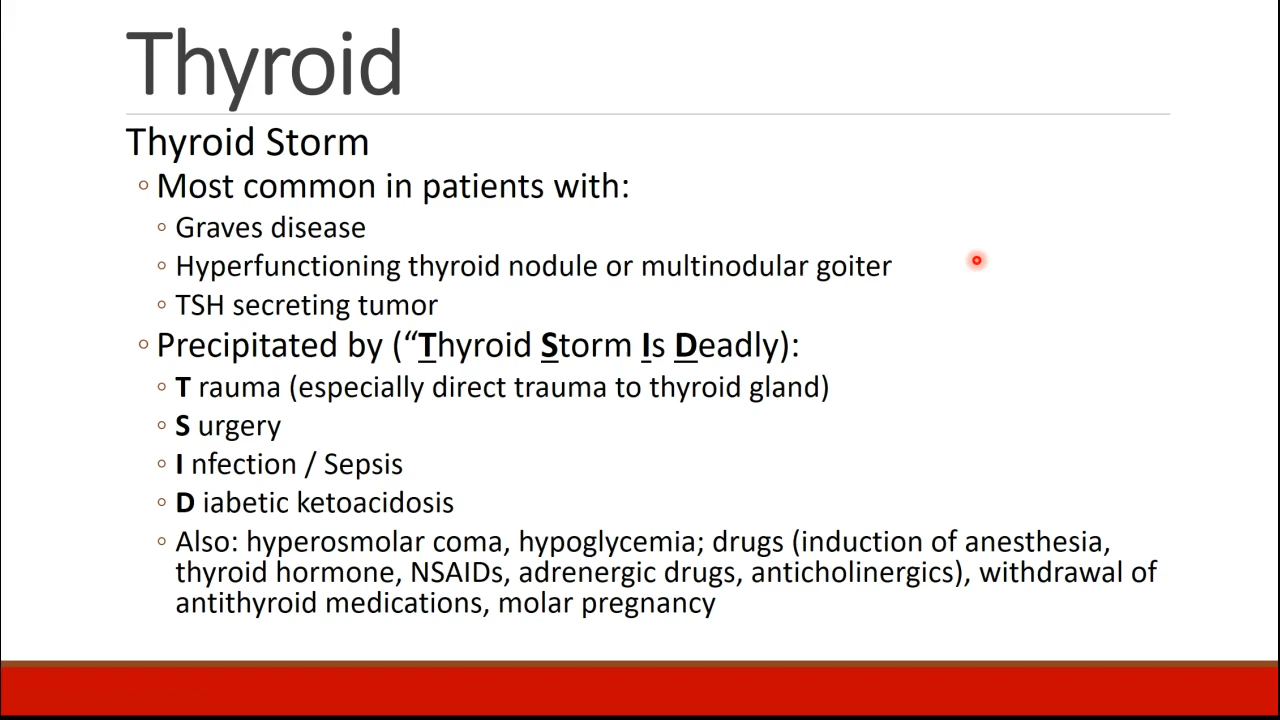 Thyroid
Thyroid Storm
◦ Most common in patients with:
◦ Graves disease
◦ Hyperfunctioning thyroid nodule or multinodular goiter
◦ TSH secreting tumor
◦ Precipitated by (“Thyroid Storm Is Deadly):
◦ T rauma (especially direct trauma to thyroid gland)
◦ S urgery
◦ I nfection / Sepsis
◦ D iabetic ketoacidosis
◦ Also: hyperosmolar coma, hypoglycemia; drugs (induction of anesthesia,
thyroid hormone, NSAIDs, adrenergic drugs, anticholinergics), withdrawal of
antithyroid medications, molar pregnancy